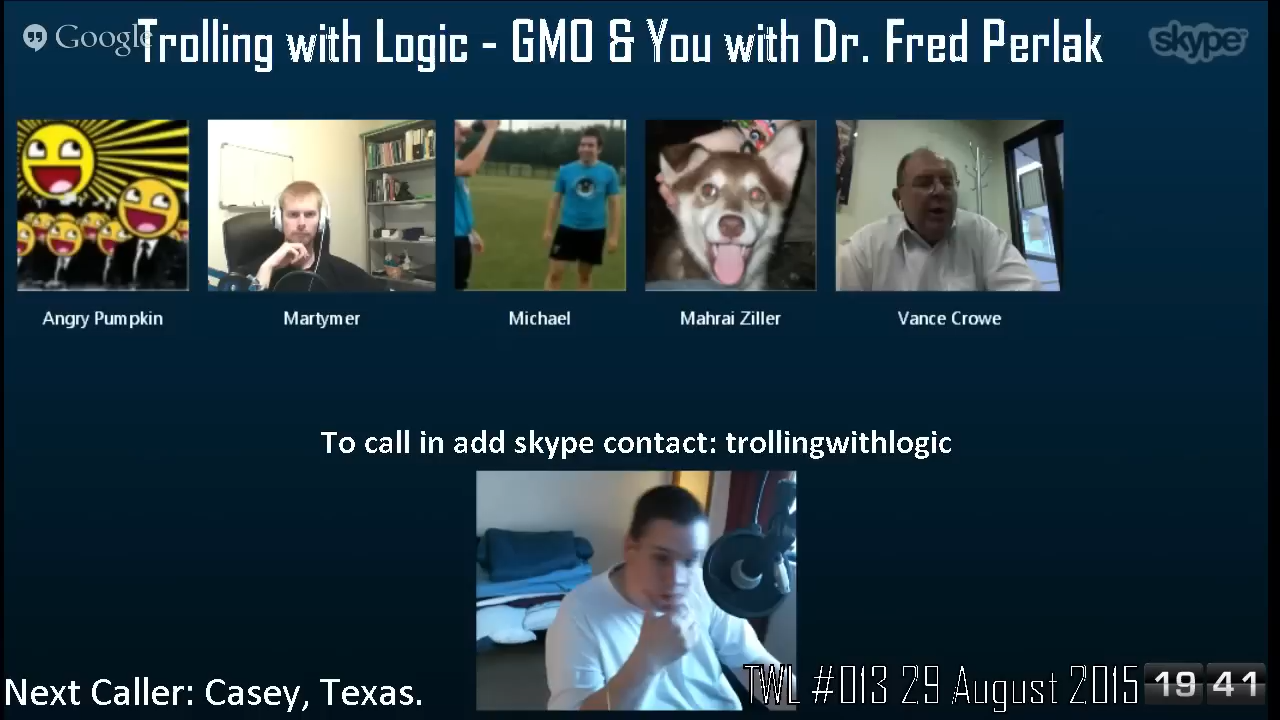 Google
Trolling with Logic - GMO & You with Dr. Fred Perlak
skype
Angry Pumpkin
Martymer
Michael
Mahrai Ziller
Vance Crowe
To call in add skype contact: trollingwithlogic
Next Caller: Casey, Texas.
TWL #013 29 August 2015
19 41